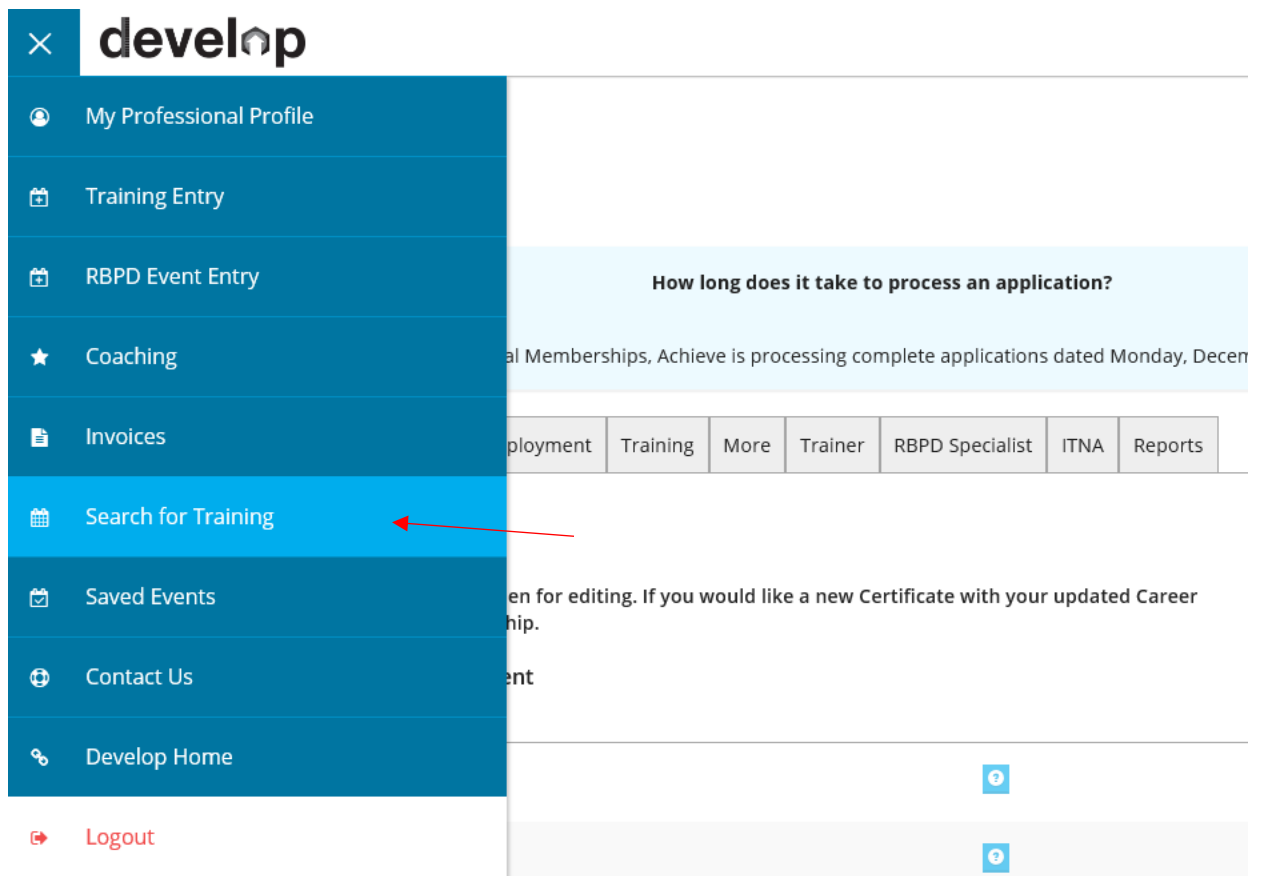 develop
My Professional Profile
Training Entry
RBPD Event Entry
Coaching
Invoices
Search for Training
Saved Events
Contact Us
Develop Home
Logout
How long does it take to process an application?
al Memberships, Achieve is processing complete applications dated Monday, Decem
ployment Training More Trainer RBPD Specialist ITNA Reports
en for editing. If you would like a new Certificate with your updated Career
hip.
ent
?
?